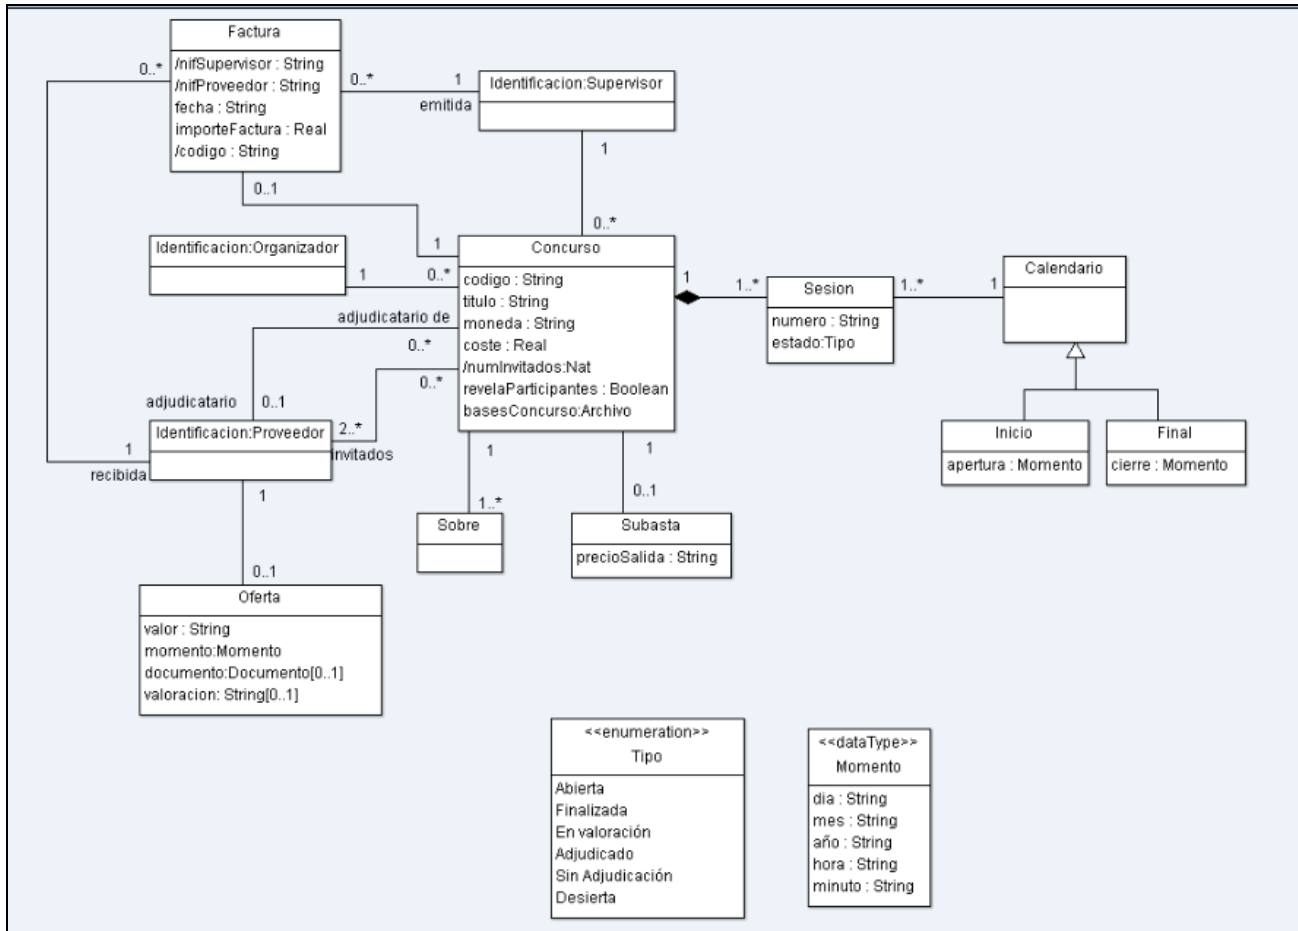 Factura
/nifSupervisor : String
/nifProveedor : String
fecha : String
importeFactura : Real
/codigo : String
0..*
0..*
1
emitida
Identificacion:Supervisor
0..1
1
0..*
Identificacion:Organizador
1
0..*
1
Concurso
codigo : String
titulo : String
moneda : String
coste : Real
/numInvitados:Nat
revelaParticipantes : Boolean
basesConcurso:Archivo
1
1..*
Sesion
numero : String
estado:Tipo
1..*
1
Calendario
adjudicatario de
0..*
0..*
adjudicatario
0..1
Identificacion:Proveedor
2..*
invitados
1
recibida
1
1
1
Inicio
apertura : Momento
Final
cierre : Momento
1..*
0..1
Sobre
Subasta
precioSalida : String
0..1
Oferta
valor : String
momento:Momento
documento:Documento[0..1]
valoracion: String[0..1]
<<enumeration>>
Tipo
Abierta
Finalizada
En valoración
Adjudicado
Sin Adjudicación
Desierta
<<dataType>>
Momento
dia : String
mes : String
año : String
hora : String
minuto : String